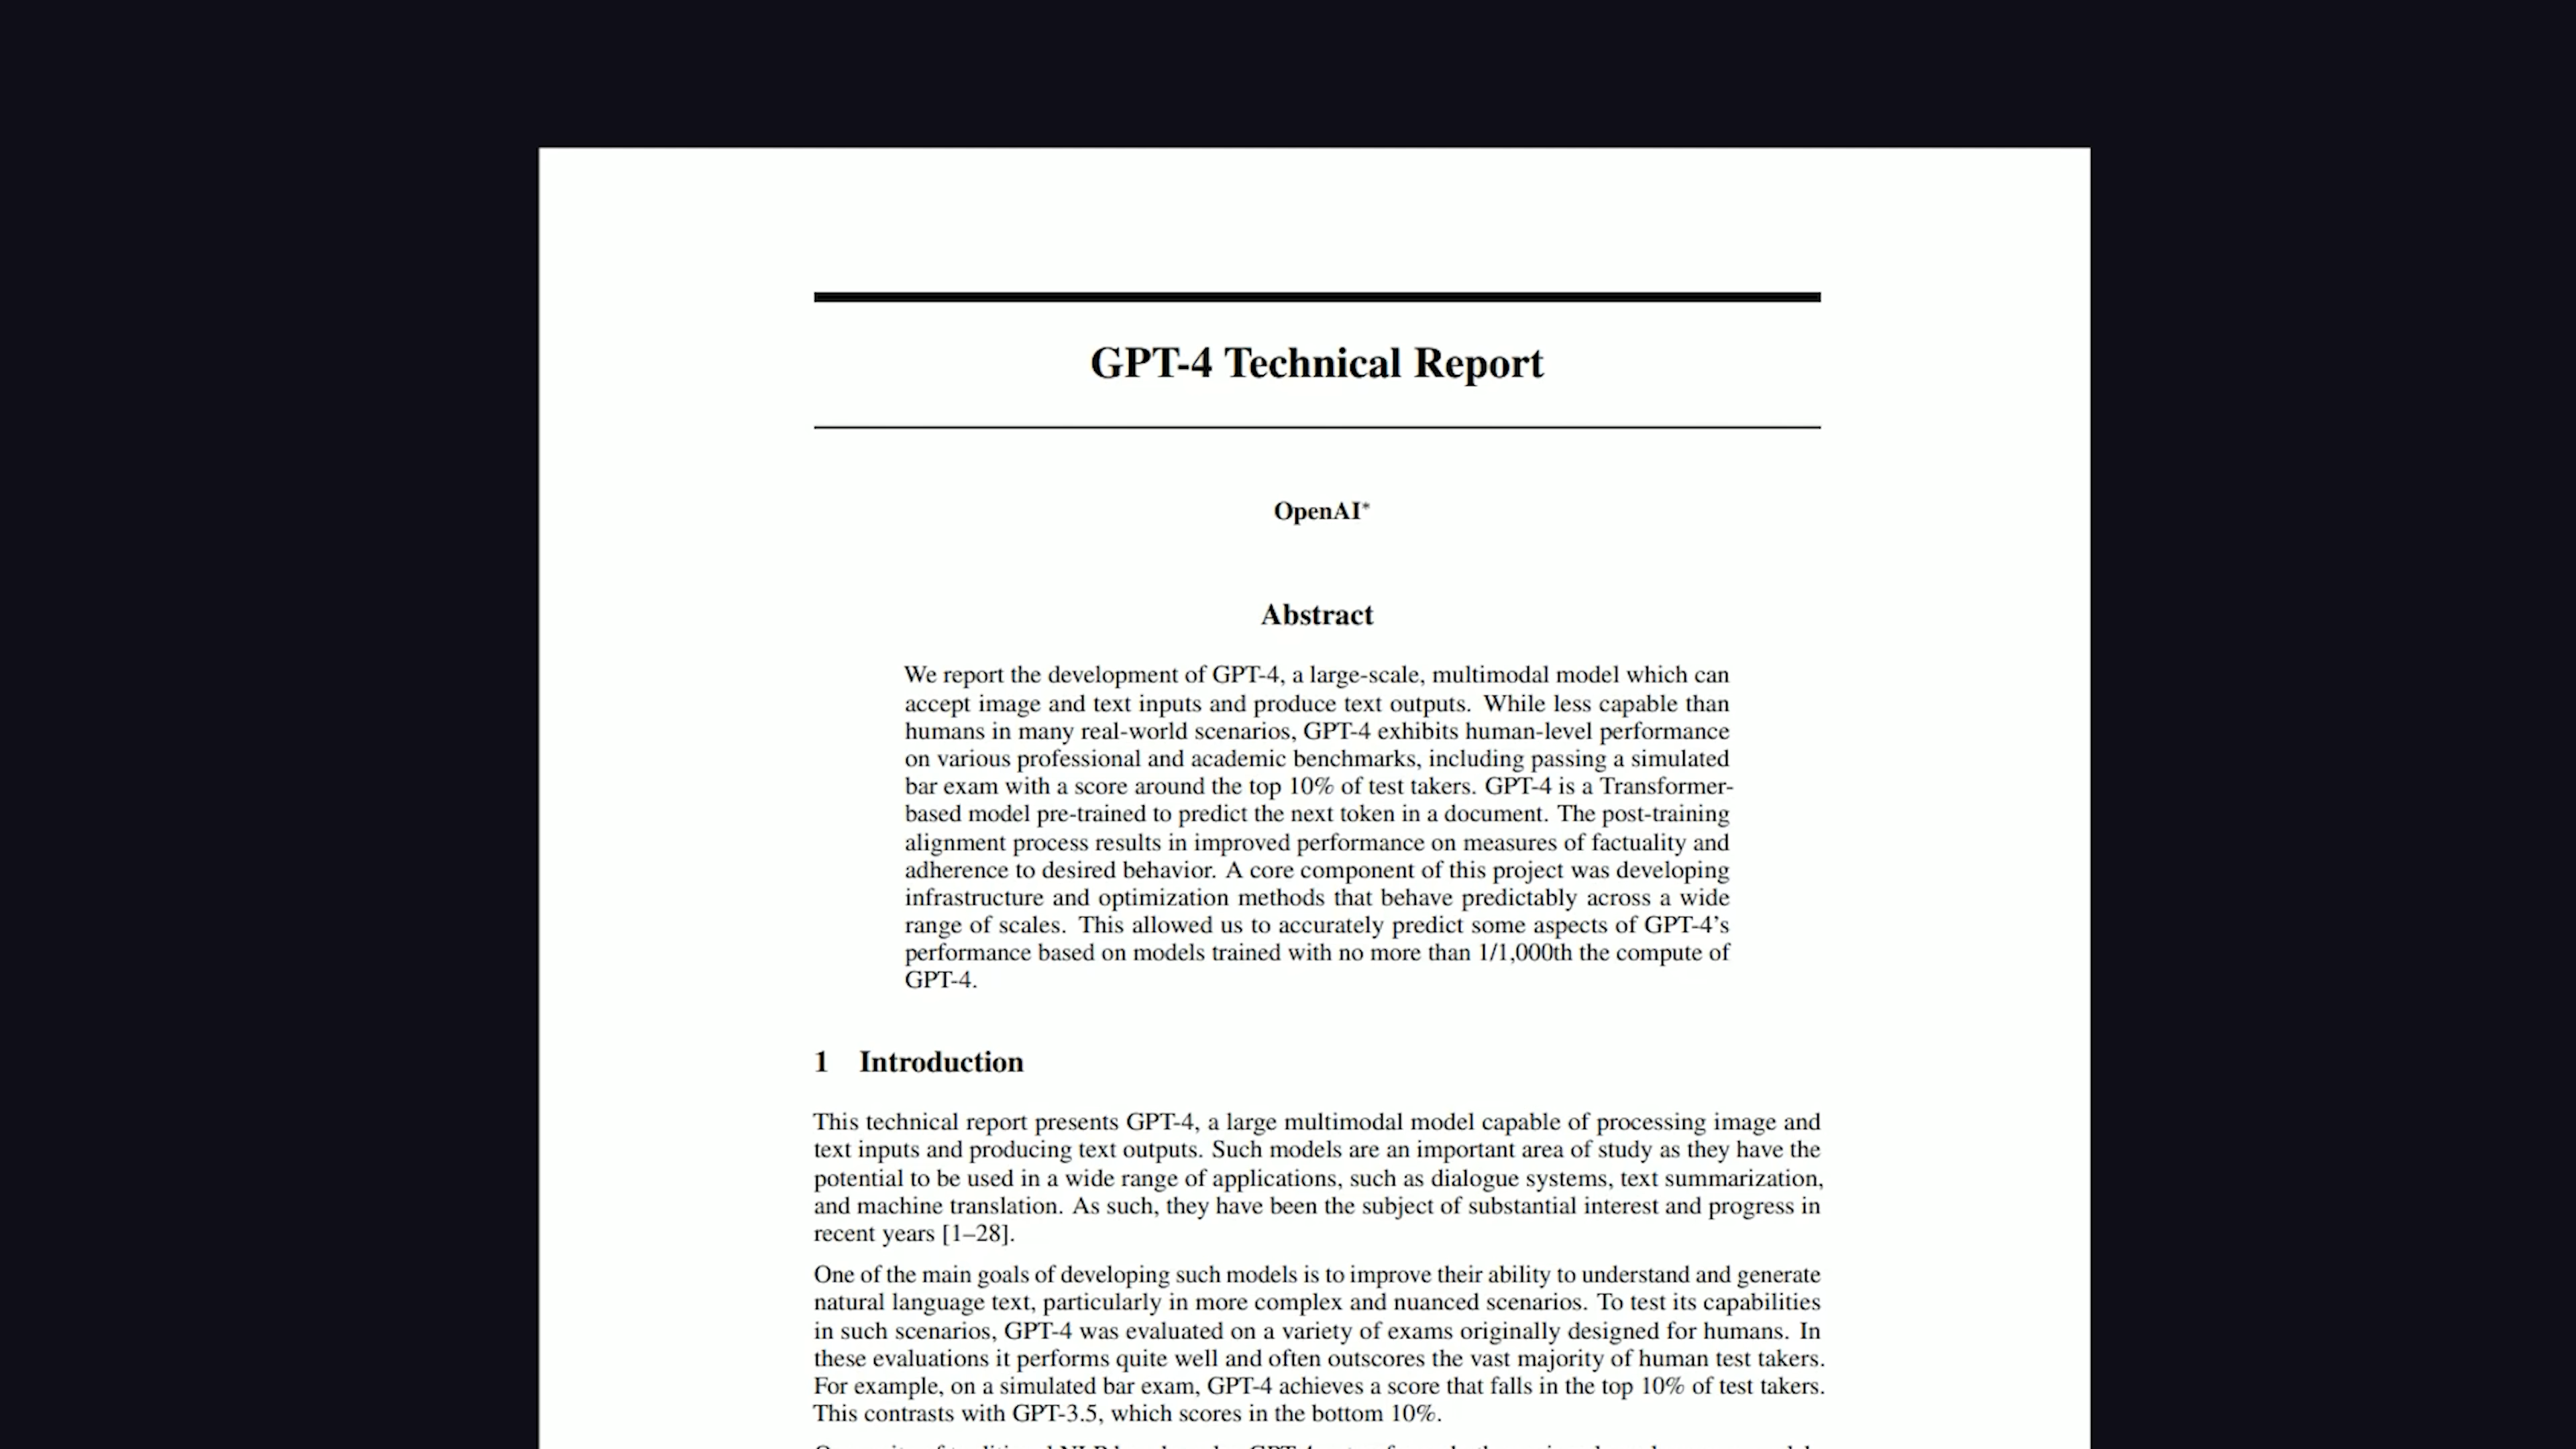 GPT-4 Technical Report
OpenAI*
Abstract
We report the development of GPT-4, a large-scale, multimodal model which can
accept image and text inputs and produce text outputs. While less capable than
humans in many real-world scenarios, GPT-4 exhibits human-level performance
on various professional and academic benchmarks, including passing a simulated
bar exam with a score around the top 10% of test takers. GPT-4 is a Transformer-
based model pre-trained to predict the next token in a document. The post-training
alignment process results in improved performance on measures of factuality and
adherence to desired behavior. A core component of this project was developing
infrastructure and optimization methods that behave predictably across a wide
range of scales. This allowed us to accurately predict some aspects of GPT-4's
performance based on models trained with no more than 1/1,000th the compute of
GPT-4.
1 Introduction
This technical report presents GPT-4, a large multimodal model capable of processing image and
text inputs and producing text outputs. Such models are an important area of study as they have the
potential to be used in a wide range of applications, such as dialogue systems, text summarization,
and machine translation. As such, they have been the subject of substantial interest and progress in
recent years [1–28].
One of the main goals of developing such models is to improve their ability to understand and generate
natural language text, particularly in more complex and nuanced scenarios. To test its capabilities
in such scenarios, GPT-4 was evaluated on a variety of exams originally designed for humans. In
these evaluations it performs quite well and often outscores the vast majority of human test takers.
For example, on a simulated bar exam, GPT-4 achieves a score that falls in the top 10% of test takers.
This contrasts with GPT-3.5, which scores in the bottom 10%.